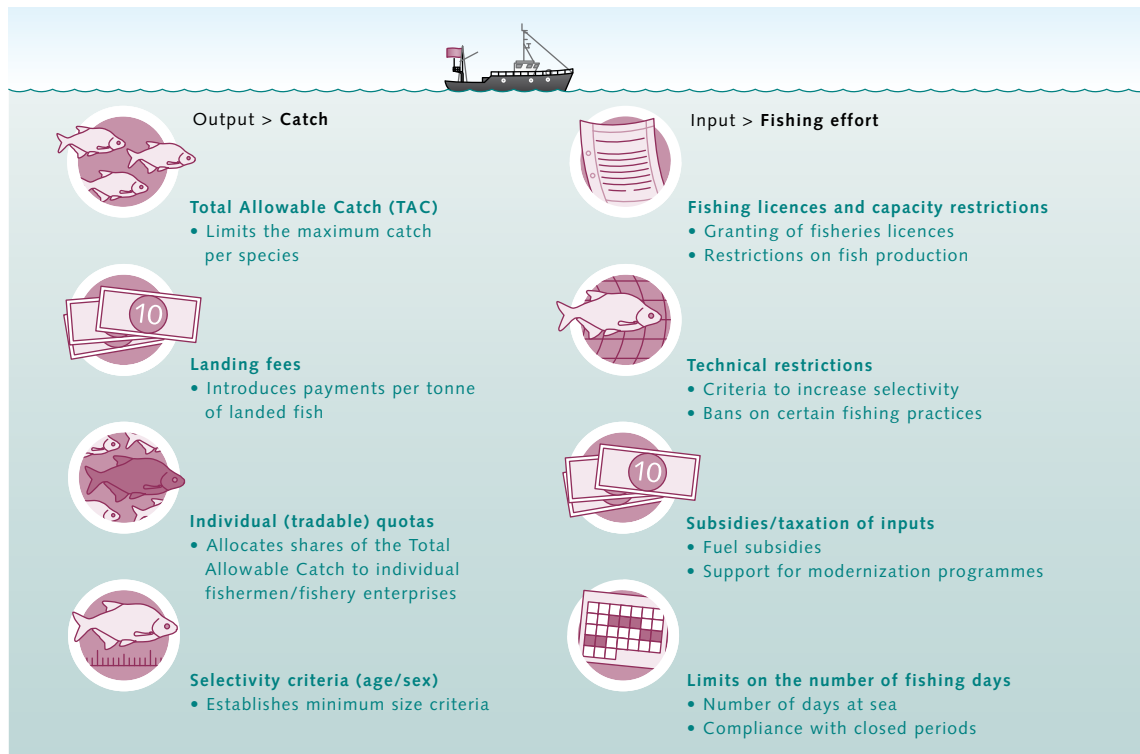 Output > Catch
Total Allowable Catch (TAC)
• Limits the maximum catch
per species
10
Landing fees
• Introduces payments per tonne
of landed fish
Individual (tradable) quotas
• Allocates shares of the Total
Allowable Catch to individual
fishermen/fishery enterprises
Selectivity criteria (age/sex)
• Establishes minimum size criteria
Input > Fishing effort
Fishing licences and capacity restrictions
• Granting of fisheries licences
• Restrictions on fish production
Technical restrictions
• Criteria to increase selectivity
• Bans on certain fishing practices
10
Subsidies/taxation of inputs
• Fuel subsidies
• Support for modernization programmes
Limits on the number of fishing days
• Number of days at sea
• Compliance with closed periods